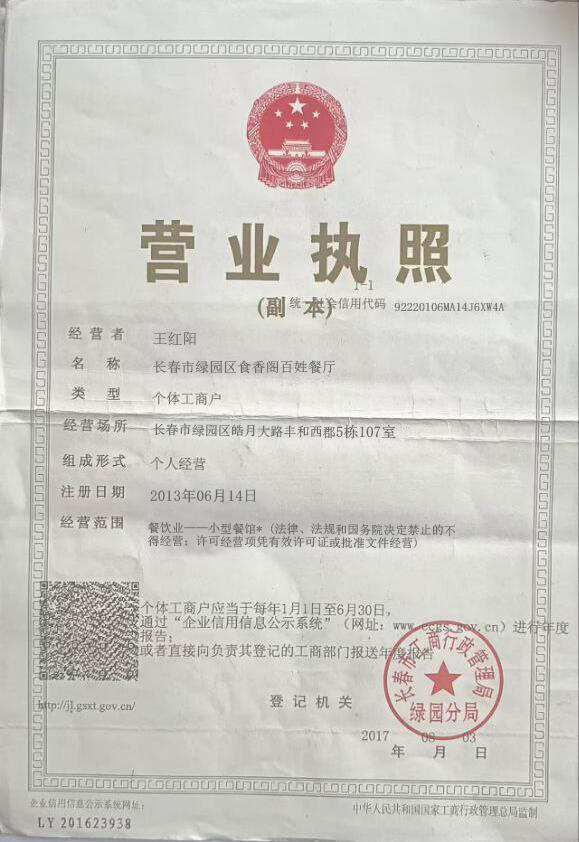 营业执照
1-1
(副 本)
统一社会信用代码 92220106MA14J6XW4A
经营者 王红阳
名称 长春市绿园区食香阁百姓餐厅
类型 个体工商户
经营场所 长春市绿园区皓月大路丰和西郡5栋107室
组成形式 个人经营
注册日期 2013年06月14日
经营范围 餐饮业——小型餐馆*(法律、法规和国务院决定禁止的不
得经营;许可经营项凭有效许可证或批准文件经营)
个体工商户应当于每年1月1日至6月30日,
通过“企业信用信息公示系统”(网址:www.ccgs.gov.cn)进行年度
报告;
或者直接向负责其登记的工商部门报送年度报告
长春市工商行政管理局
绿园分局
登记机关
http://jl.gsxt.gov.cn/
2017 08 03
年 月 日
企业信用信息公示系统网址:
中华人民共和国国家工商行政管理总局监制
LY 201623938